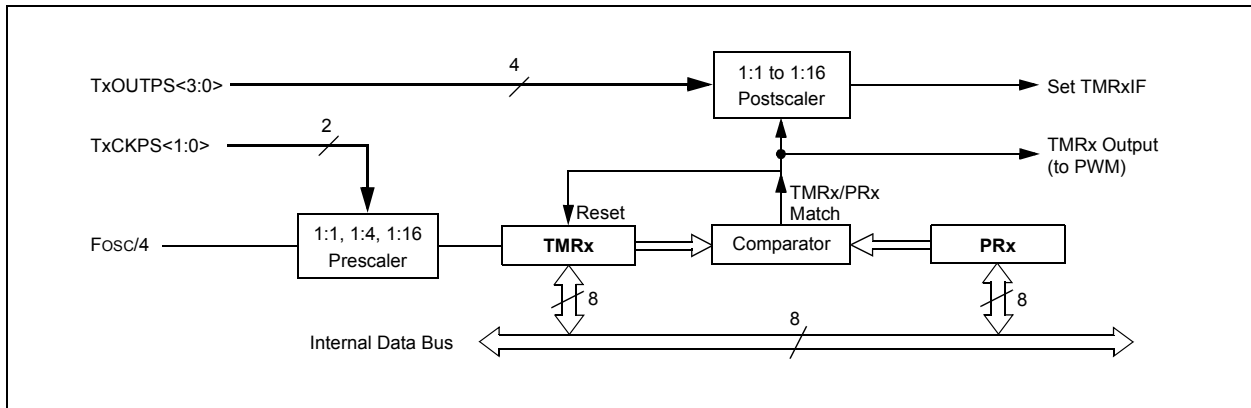 4
1:1 to 1:16
Postscaler
TxOUTPS<3:0>
Set TMRxIF
2
TxCKPS<1:0>
TMRx Output
(to PWM)
TMRx/PRx
Match
Reset
1:1, 1:4, 1:16
Prescaler
FOSC/4
TMRx
Comparator
PRx
8
8
8
Internal Data Bus